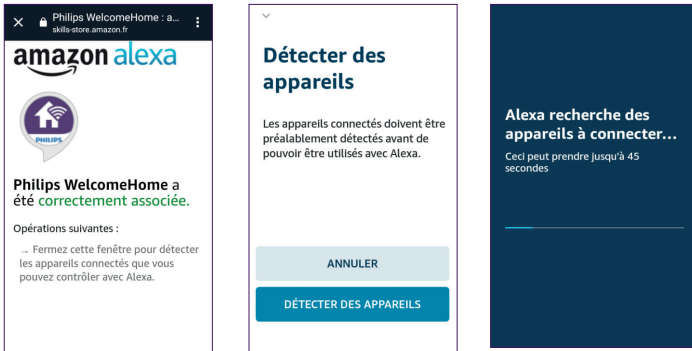 Philips WelcomeHome : a...
skills-store.amazon.fr
amazon alexa
PHILIPS
Philips WelcomeHome a
été correctement associée.
Opérations suivantes :
→ Fermez cette fenêtre pour détecter
les appareils connectés que vous
pouvez contrôler avec Alexa.
Détecter des
appareils
Les appareils connectés doivent être
préalablement détectés avant de
pouvoir être utilisés avec Alexa.
ANNULER
DÉTECTER DES APPAREILS
Alexa recherche des
appareils à connecter...
Ceci peut prendre jusqu'à 45
secondes